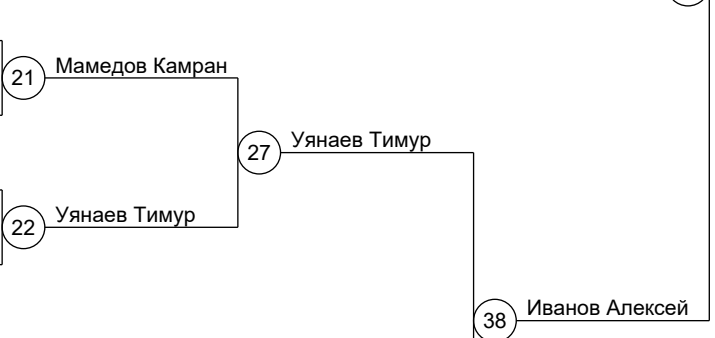 Мамедов Камран
21
Уянаев Тимур
27
Уянаев Тимур
22
Иванов Алексей
38